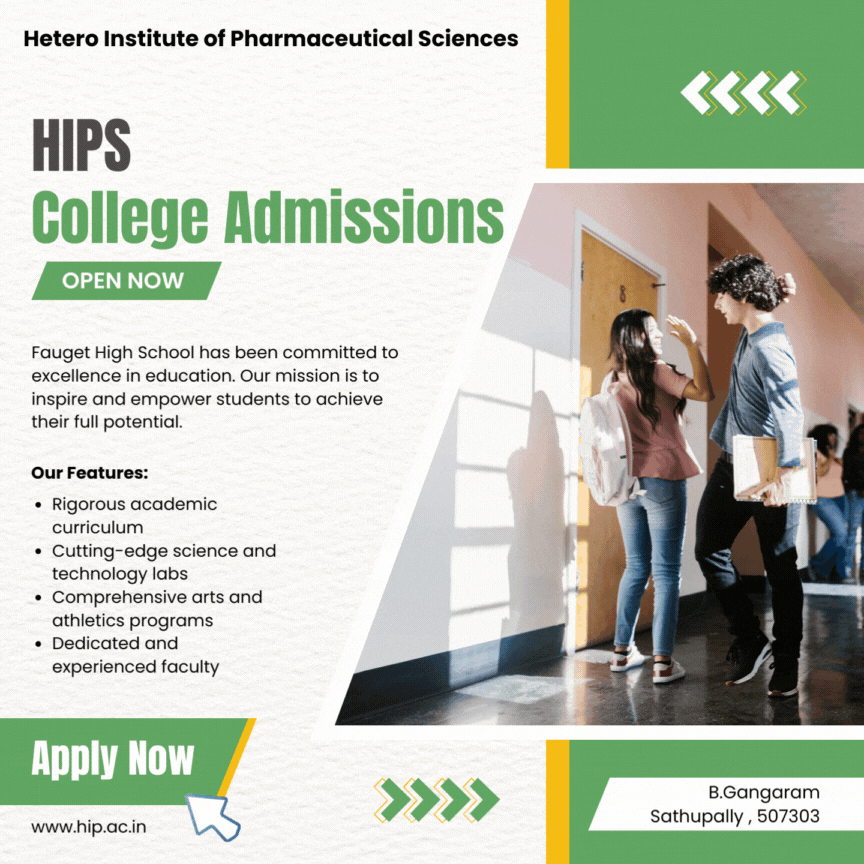 Hetero Institute of Pharmaceutical Sciences
HIPS
College Admissions
OPEN NOW
Fauget High School has been committed to
excellence in education. Our mission is to
inspire and empower students to achieve
their full potential.
Our Features:
• Rigorous academic
curriculum
• Cutting-edge science and
technology labs
• Comprehensive arts and
athletics programs
• Dedicated and
experienced faculty
8
Apply Now
www.hip.ac.in
B.Gangaram
Sathupally , 507303